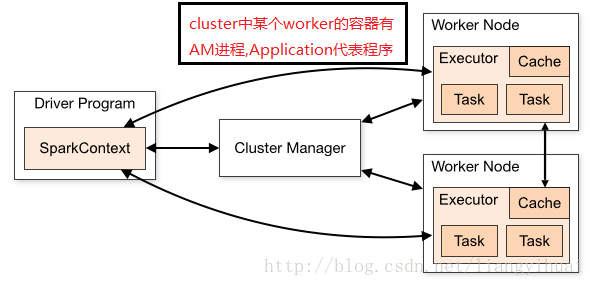 cluster中某个worker的容器有
AM进程,Application代表程序
Worker Node
Executor
Cache
Task
Task
Driver Program
SparkContext
Cluster Manager
Worker Node
Executor
Cache
Task
Task
http://blog.csdn.net/liangyihuai